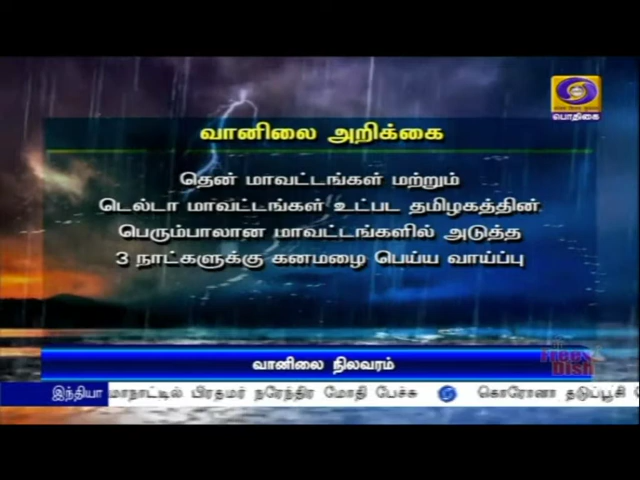 பொதிகை
வானிலை அறிக்கை
தென் மாவட்டங்கள் மற்றும்
டெல்டா மாவட்டங்கள் உட்பட தமிழகத்தின்
பெரும்பாலான மாவட்டங்களில் அடுத்த
3 நாட்களுக்கு கனமழை பெய்ய வாய்ப்பு
வானிலை நிலவரம்
இந்தியா மாநாட்டில் பிரதமர் நரேந்திர மோதி பேச்சு கொரோனா தடுப்பூசி